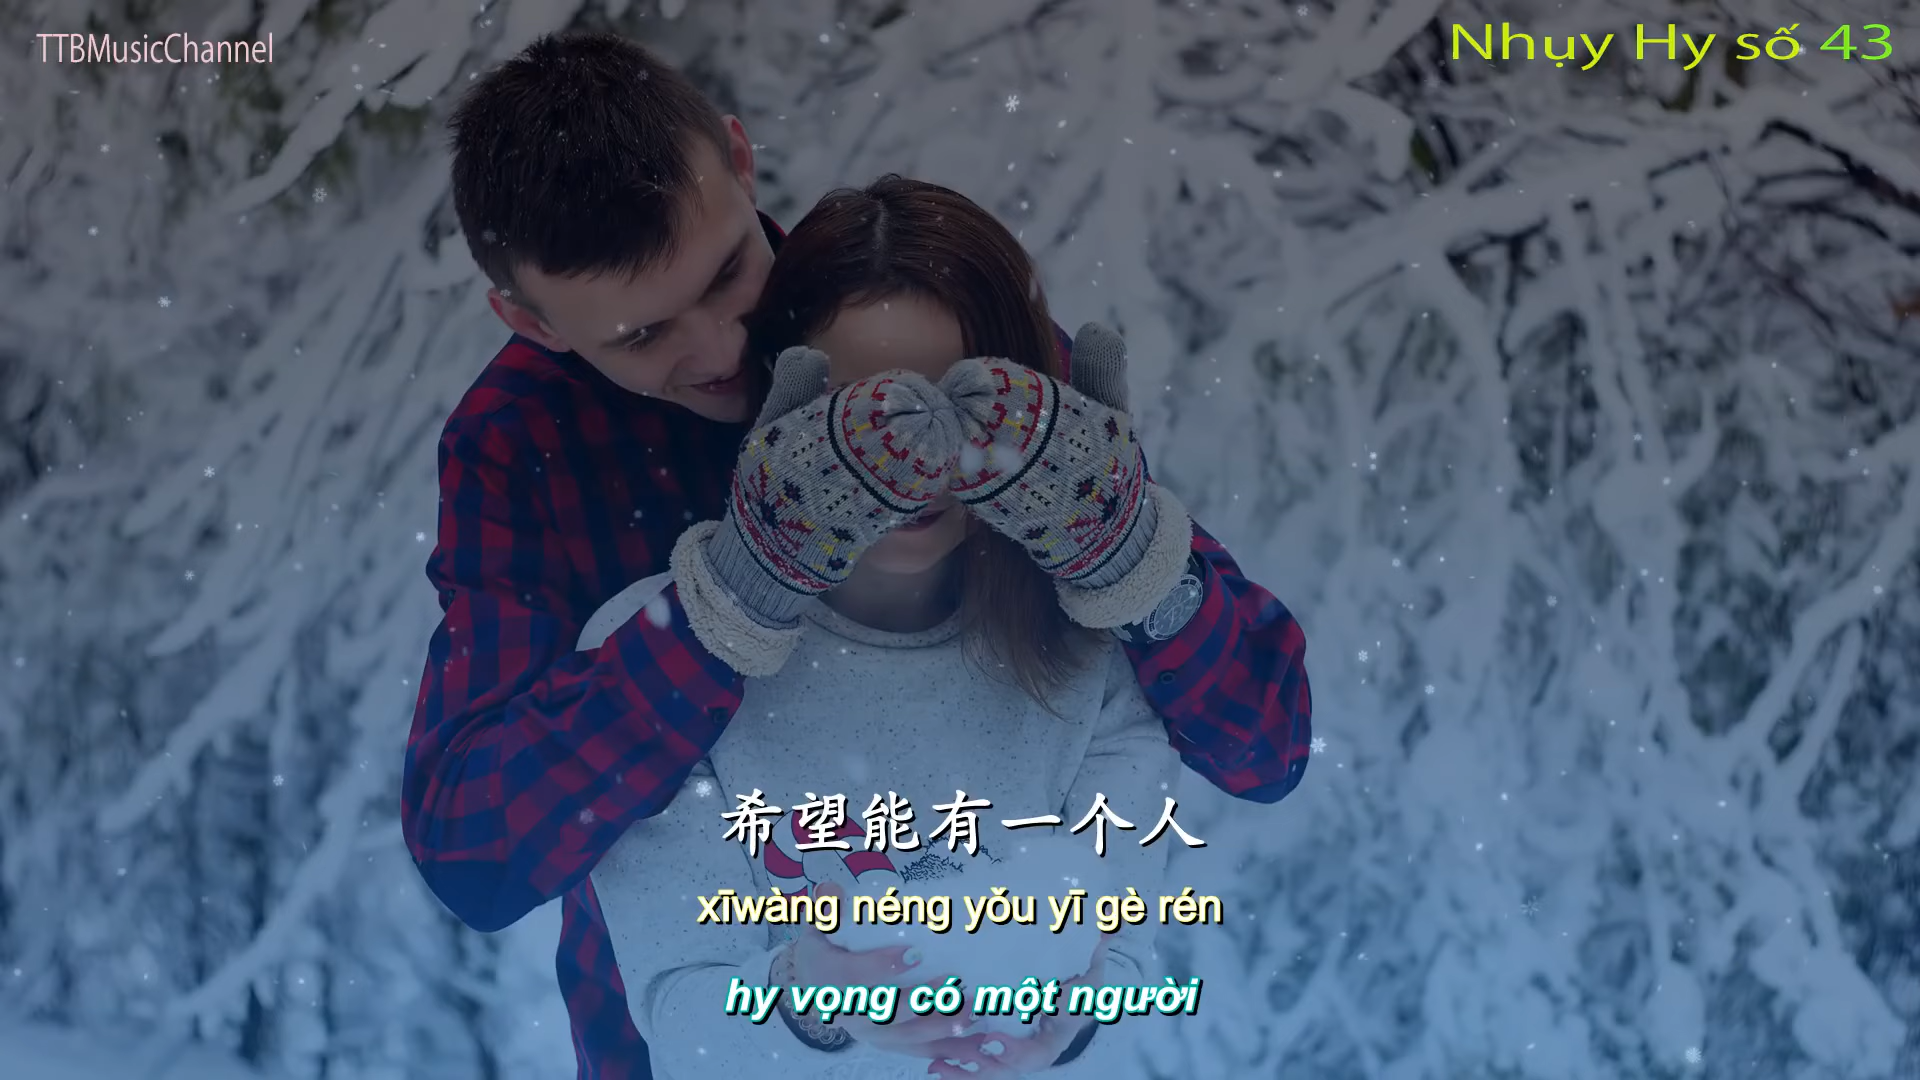 TTBMusicChannel
Nhụy Hy số 43
希望能有一个人
xīwàng néng yǒu yī gè rén
hy vọng có một người